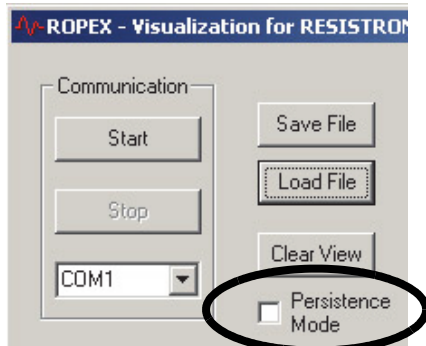 ROPEX - Visualization for RESISTRON
Communication
Start
Stop
COM1
Save File
Load File
Clear View
Persistence
Mode